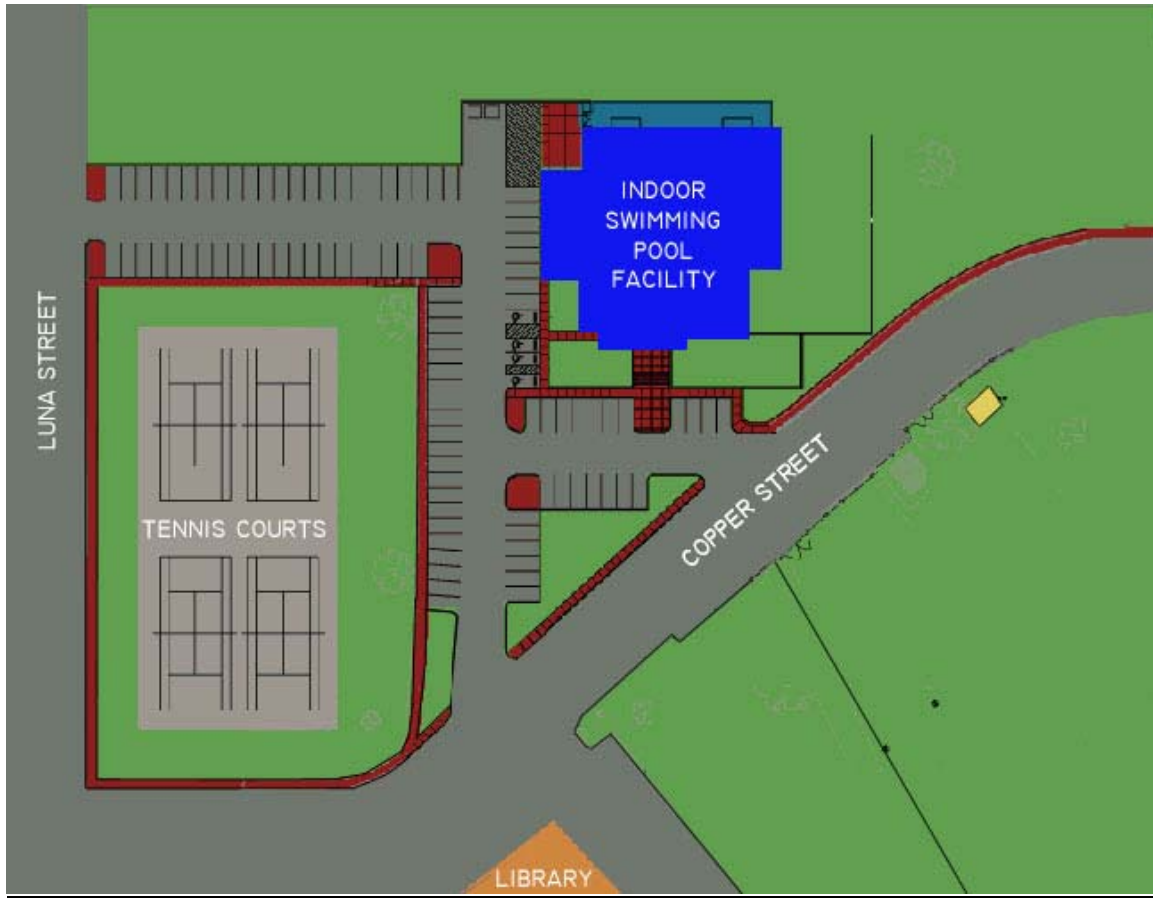 INDOOR
SWIMMING
POOL
FACILITY
LUNA STREET
TENNIS COURTS
COPPER STREET
LIBRARY